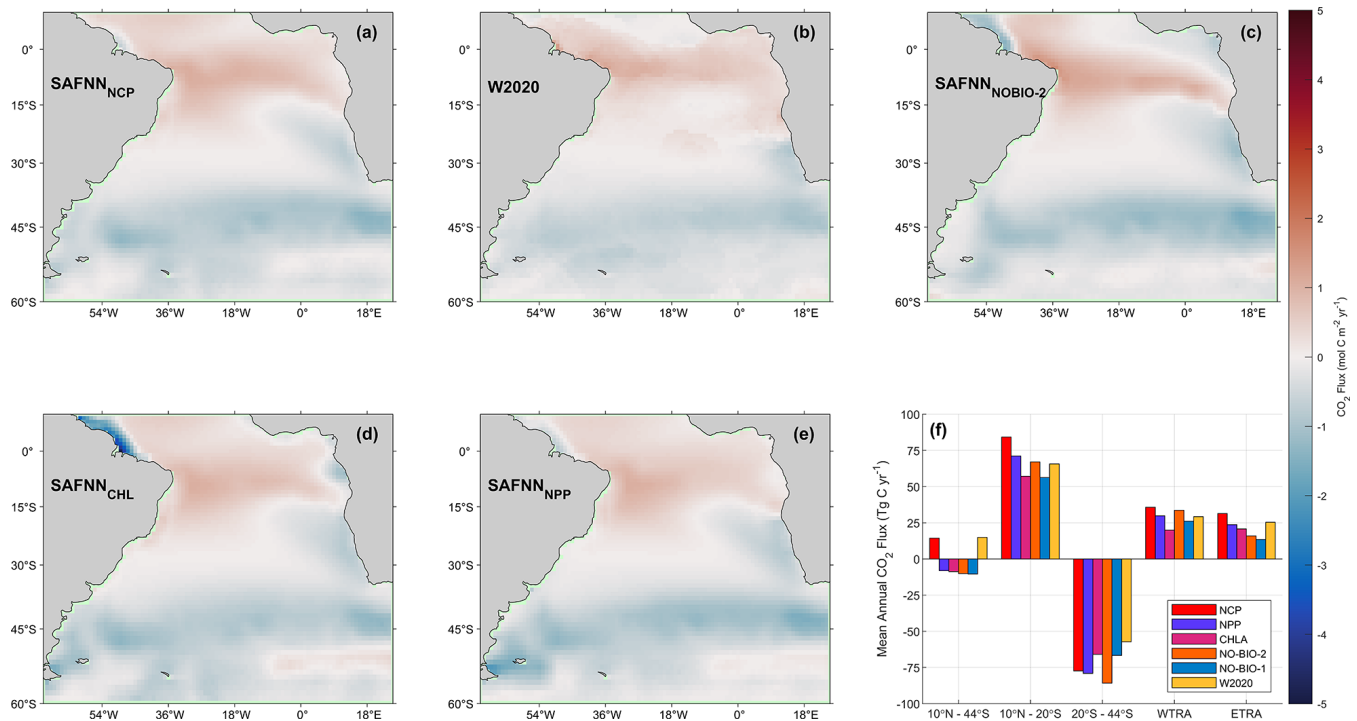 (a)
SAFNN_NCP
0°
15°S
30°S
45°S
60°S
54°W 36°W 18°W 0° 18°E
(b)
W2020
0°
15°S
30°S
45°S
60°S
54°W 36°W 18°W 0° 18°E
(c)
SAFNN_NOBIO-2
0°
15°S
30°S
45°S
60°S
54°W 36°W 18°W 0° 18°E
5
4
3
2
1
0
-1
-2
-3
-4
-5
CO₂ Flux (mol C m⁻² yr⁻¹)
(d)
SAFNN_CHL
0°
15°S
30°S
45°S
60°S
54°W 36°W 18°W 0° 18°E
(e)
SAFNN_NPP
0°
15°S
30°S
45°S
60°S
54°W 36°W 18°W 0° 18°E
(f)
Mean Annual CO₂ Flux (Tg C yr⁻¹)
100
75
50
25
0
-25
-50
-75
-100
NCP
NPP
CHLA
NO-BIO-2
NO-BIO-1
W2020
10°N - 44°S 10°N - 20°S 20°S - 44°S WTRA ETRA